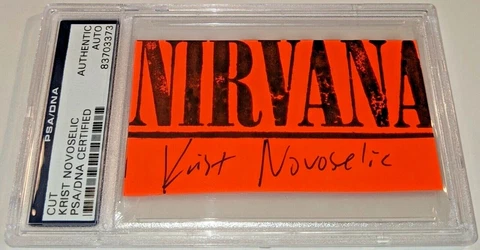 PSA/DNA
CUT
KRIST NOVOSELIC
PSA/DNA CERTIFIED
AUTHENTIC
AUTO
83703373
NIRVANA
Krist Novoselic